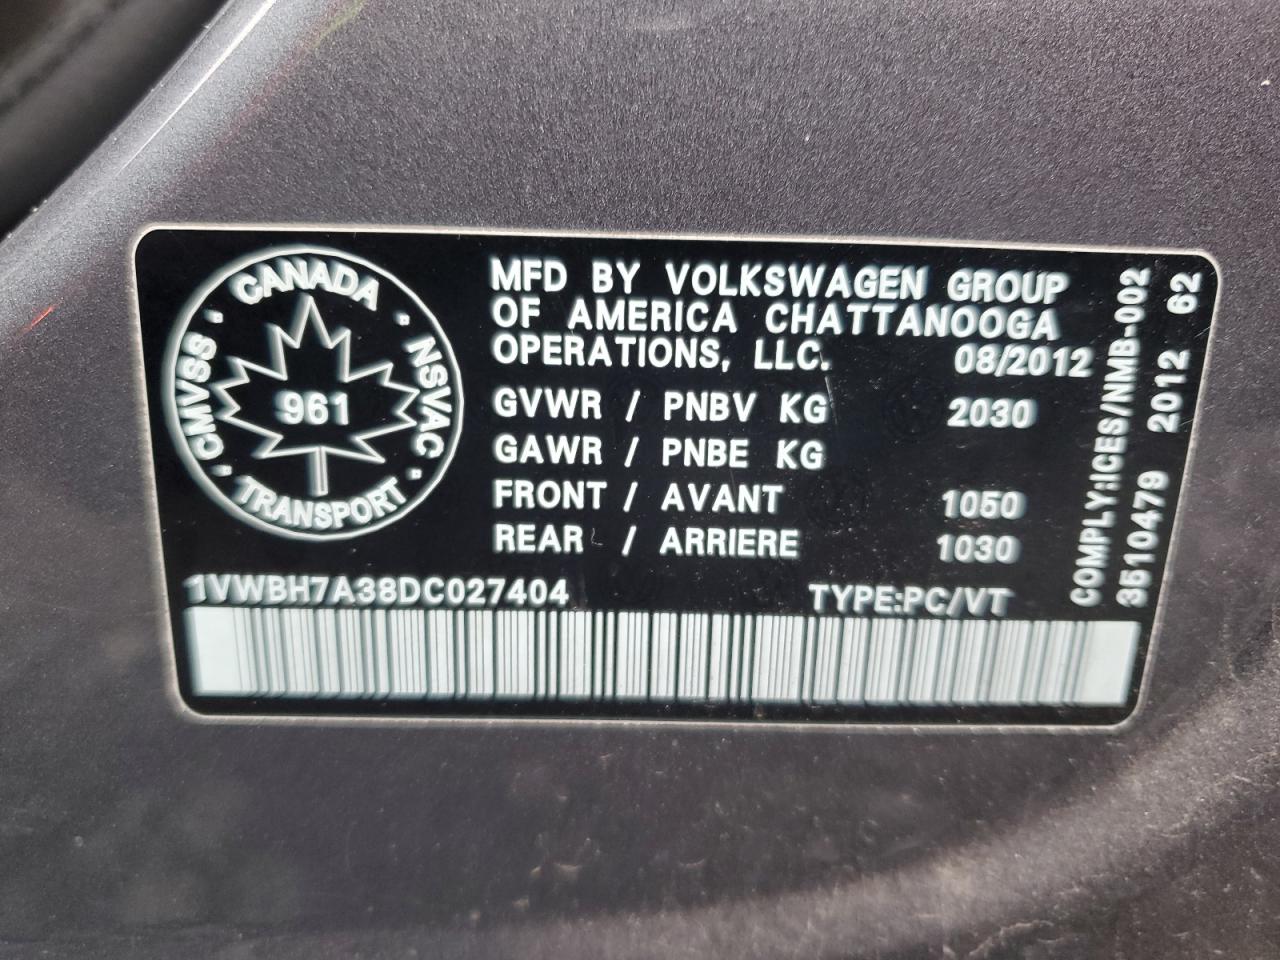 CANADA
CMVSS
NSVAC
961
TRANSPORT
MFD BY VOLKSWAGEN GROUP
OF AMERICA CHATTANOOGA
OPERATIONS, LLC. 08/2012
GVWR / PNBV KG 2030
GAWR / PNBE KG
FRONT / AVANT 1050
REAR / ARRIERE 1030
1VWBH7A38DC027404 TYPE:PC/VT
COMPLY:ICES/NMB-002
3510479 2012 62